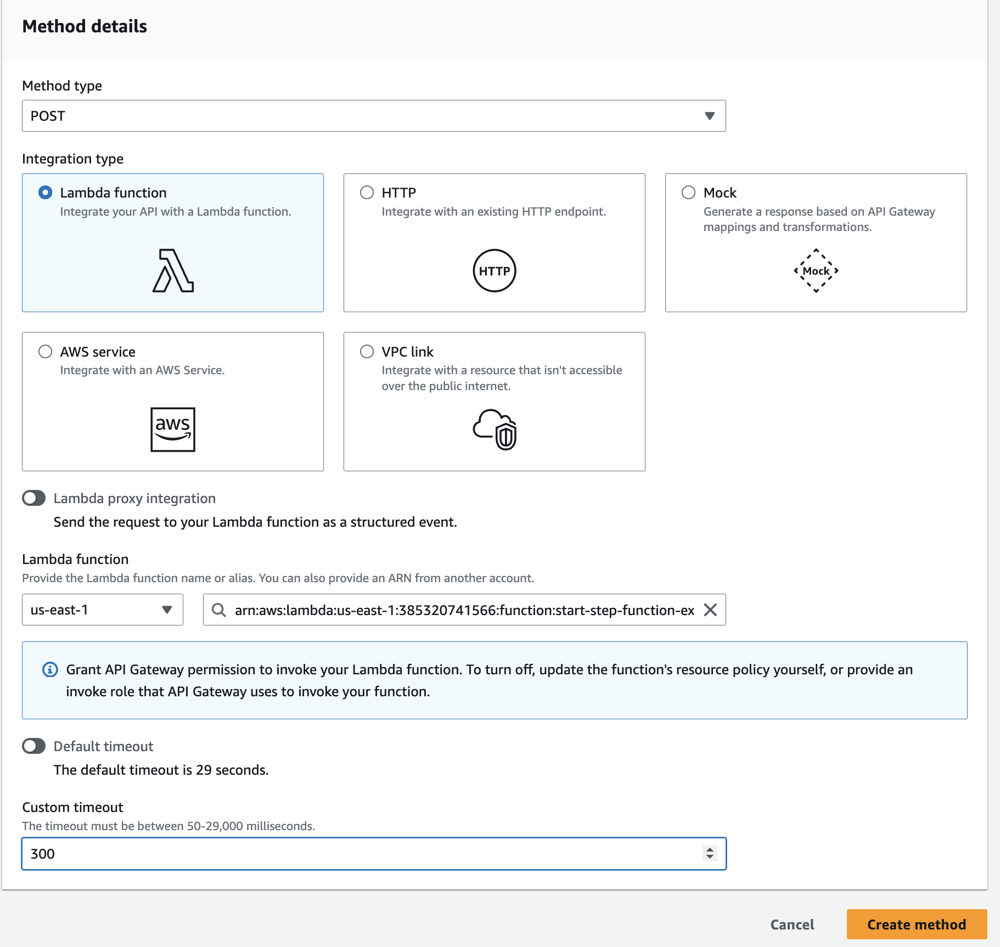 Method details
Method type
POST
Integration type
Lambda function
Integrate your API with a Lambda function.
HTTP
Integrate with an existing HTTP endpoint.
HTTP
Mock
Generate a response based on API Gateway
mappings and transformations.
Mock
AWS service
Integrate with an AWS Service.
aws
VPC link
Integrate with a resource that isn't accessible
over the public internet.
Lambda proxy integration
Send the request to your Lambda function as a structured event.
Lambda function
Provide the Lambda function name or alias. You can also provide an ARN from another account.
us-east-1
arn:aws:lambda:us-east-1:385320741566:function:start-step-function-ex
Grant API Gateway permission to invoke your Lambda function. To turn off, update the function's resource policy yourself, or provide an
invoke role that API Gateway uses to invoke your function.
Default timeout
The default timeout is 29 seconds.
Custom timeout
The timeout must be between 50-29,000 milliseconds.
300
Cancel
Create method